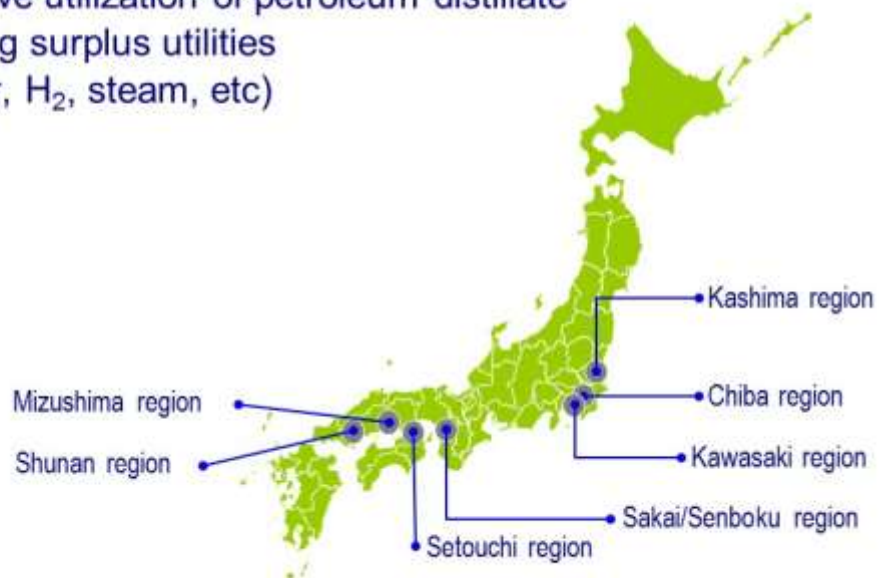 utilization of petroleum distillate
surplus utilities
H₂, steam, etc)
Kashima region
Mizushima region
Chiba region
Shunan region
Kawasaki region
Sakai/Senboku region
Setouchi region